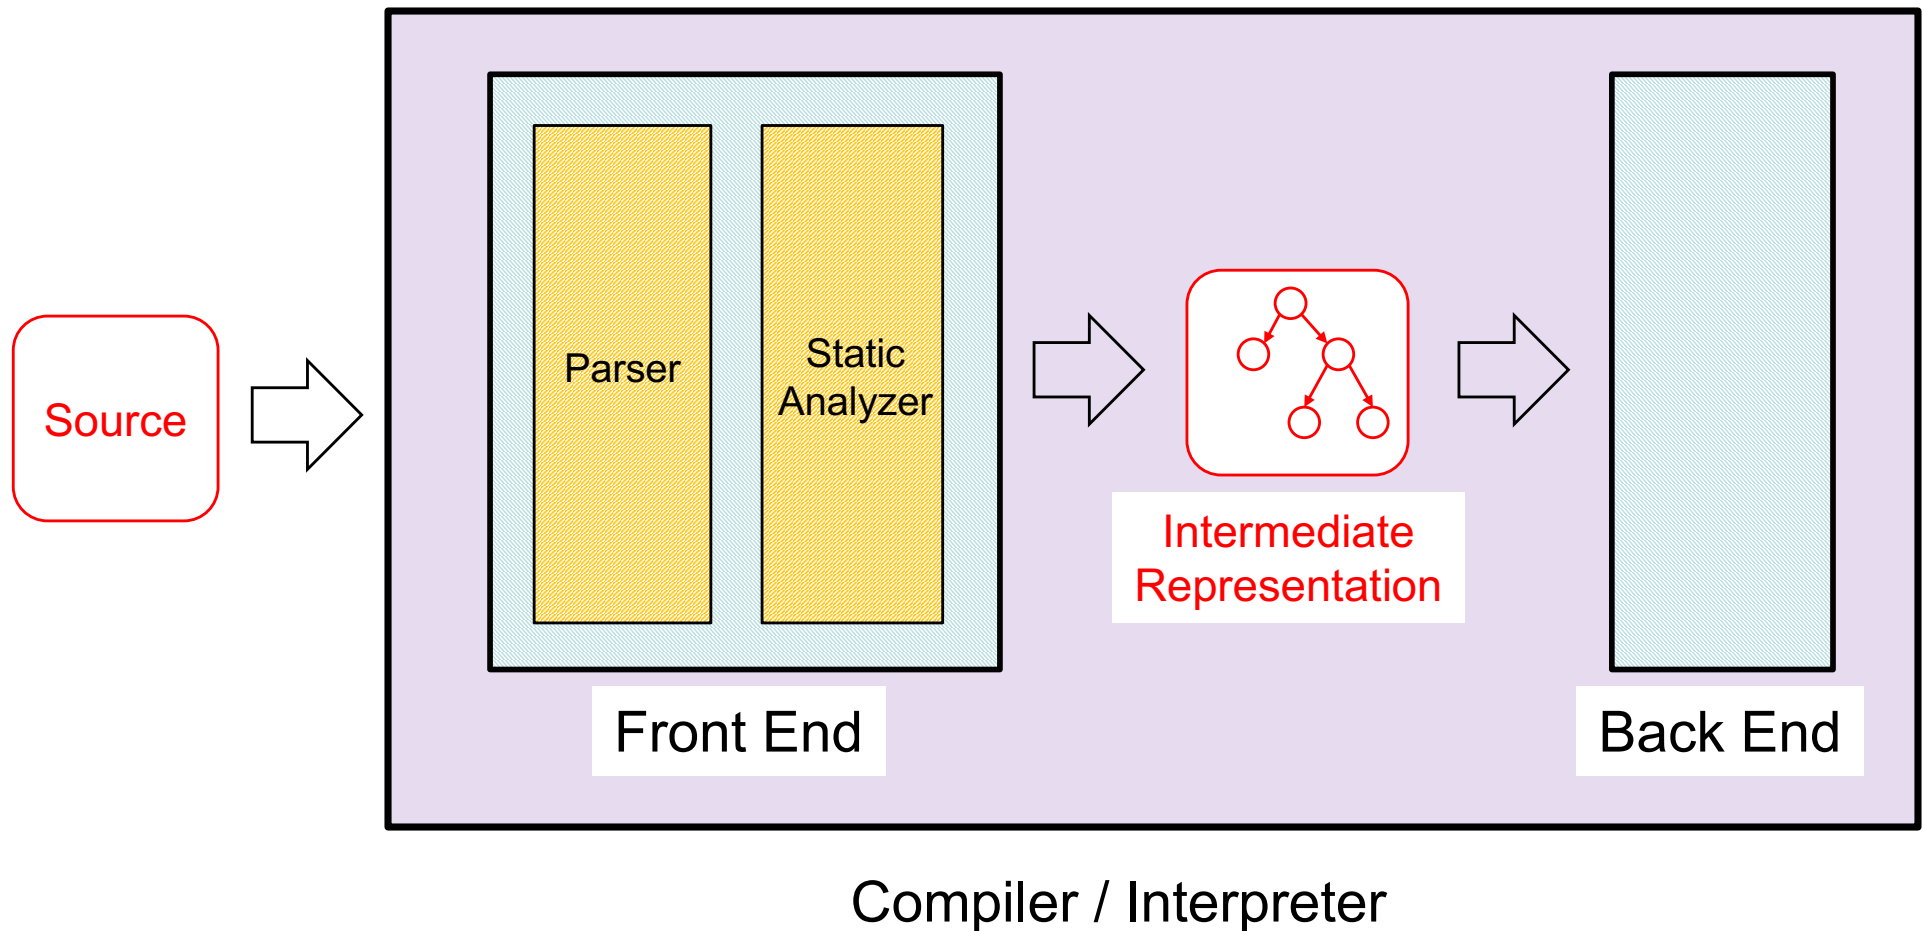 Source
Parser
Static
Analyzer
Intermediate
Representation
Front End
Back End
Compiler / Interpreter